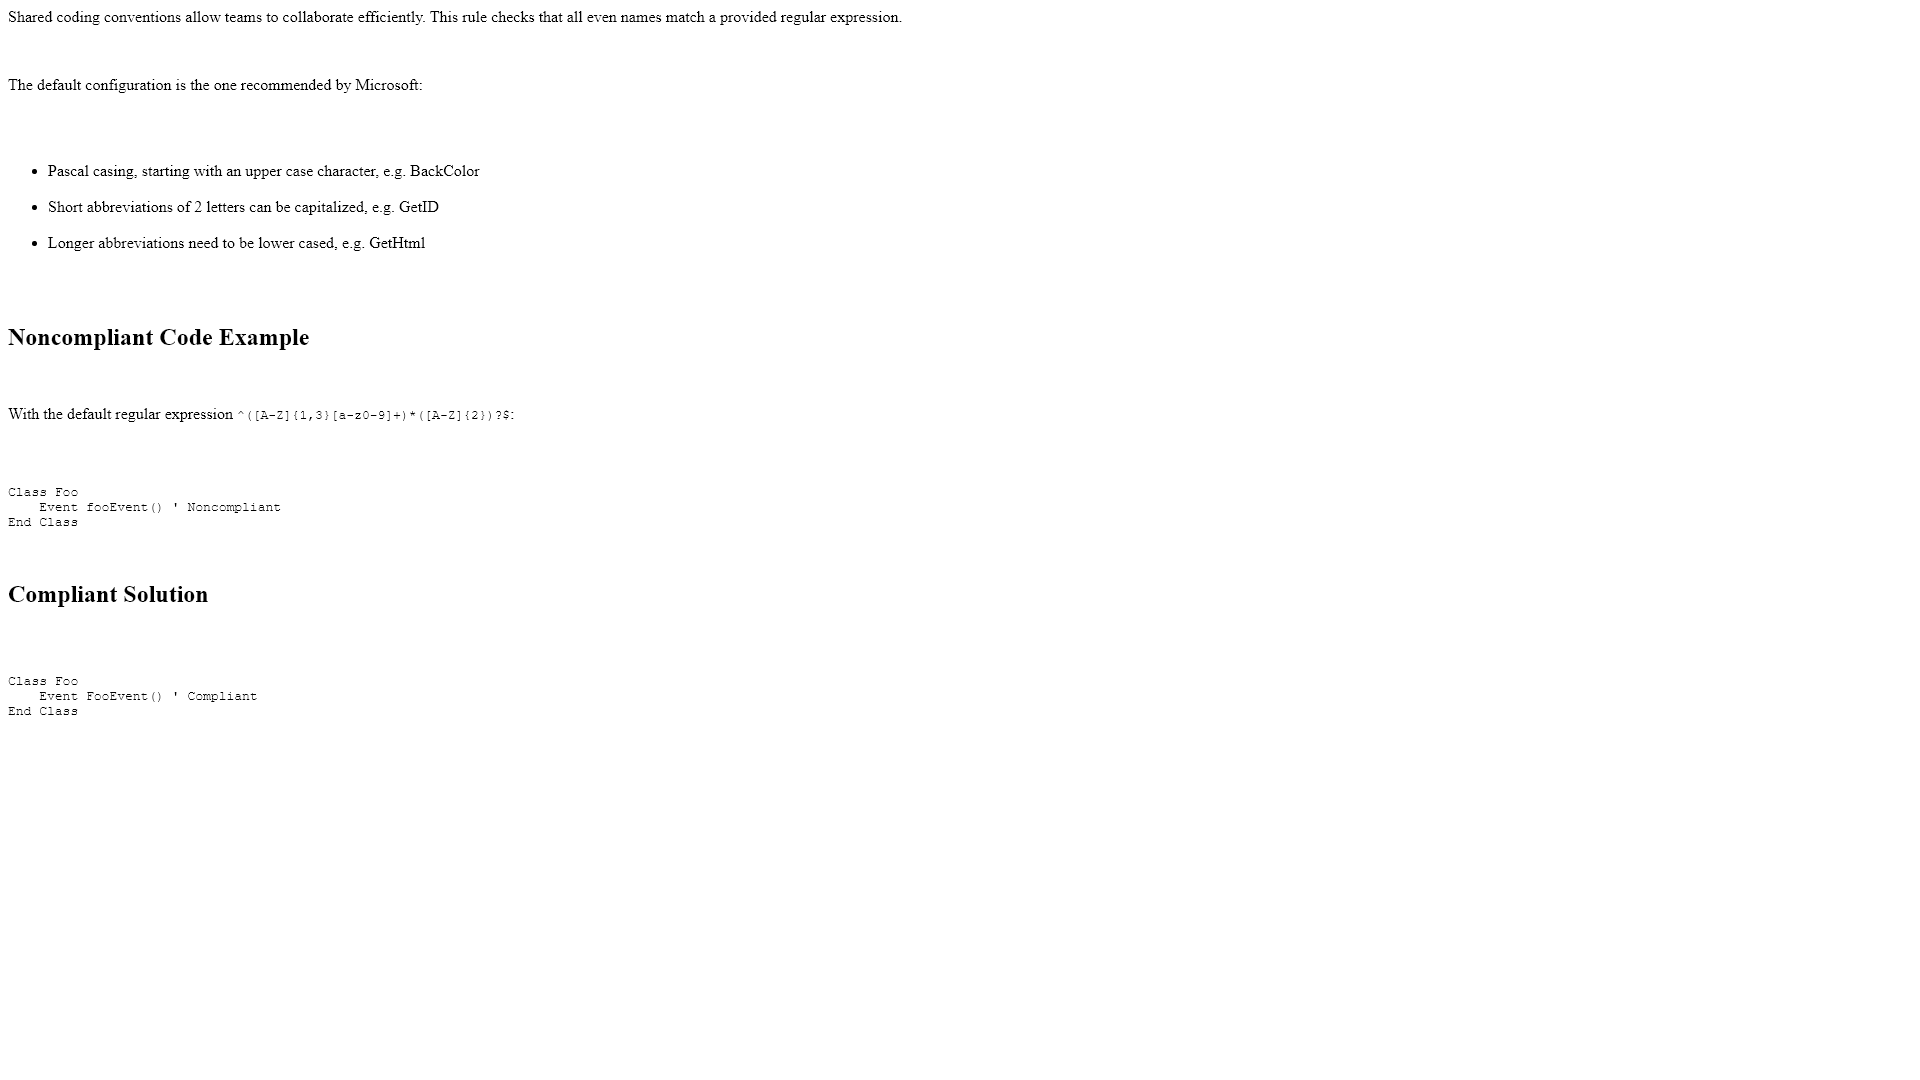 Shared coding conventions allow teams to collaborate efficiently. This rule checks that all even names match a provided regular expression.
The default configuration is the one recommended by Microsoft:
• Pascal casing, starting with an upper case character, e.g. BackColor
• Short abbreviations of 2 letters can be capitalized, e.g. GetID
• Longer abbreviations need to be lower cased, e.g. GetHtml
Noncompliant Code Example
With the default regular expression ^([A-Z]{1,3}[a-z0-9]+)*([A-Z]{2})?$:
Class Foo
    Event fooEvent() ' Noncompliant
End Class
Compliant Solution
Class Foo
    Event FooEvent() ' Compliant
End Class